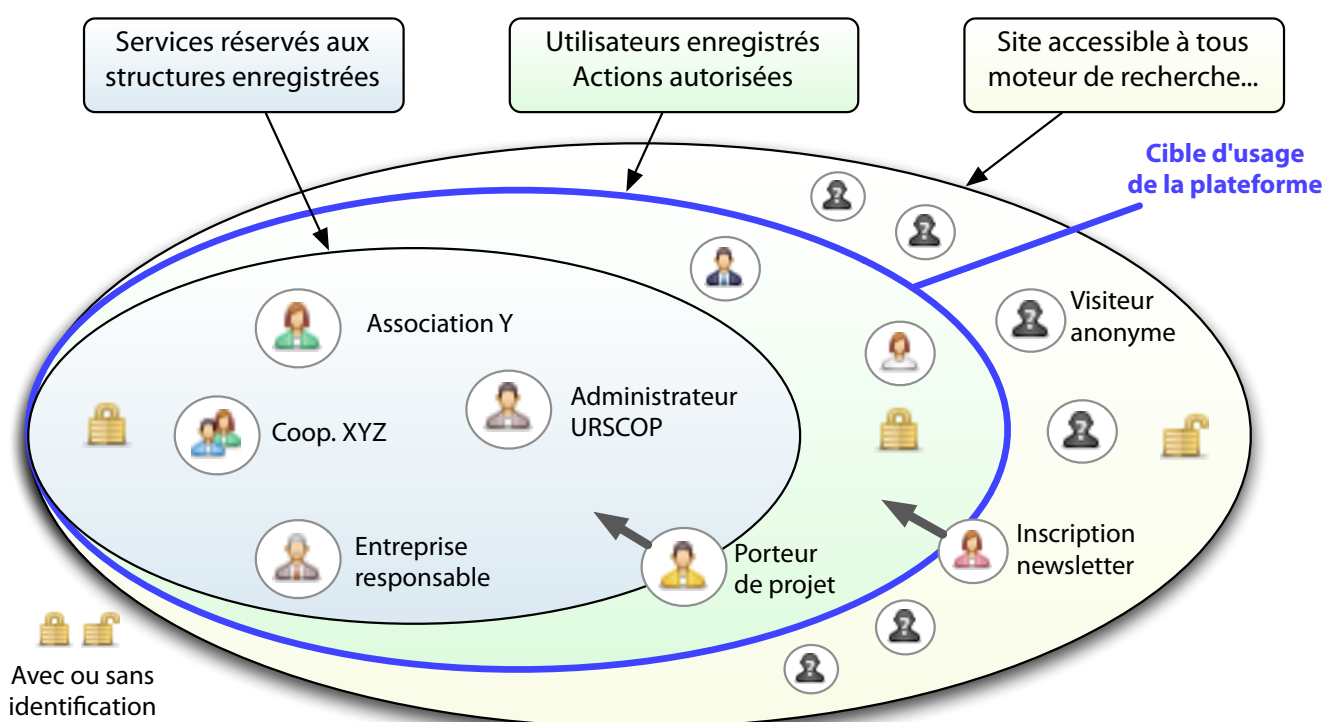 Services réservés aux
structures enregistrées
Utilisateurs enregistrés
Actions autorisées
Site accessible à tous
moteur de recherche...
Cible d'usage
de la plateforme
Association Y
Visiteur
anonyme
Administrateur
URSCOP
Coop. XYZ
Entreprise
responsable
Porteur
de projet
Inscription
newsletter
Avec ou sans
identification